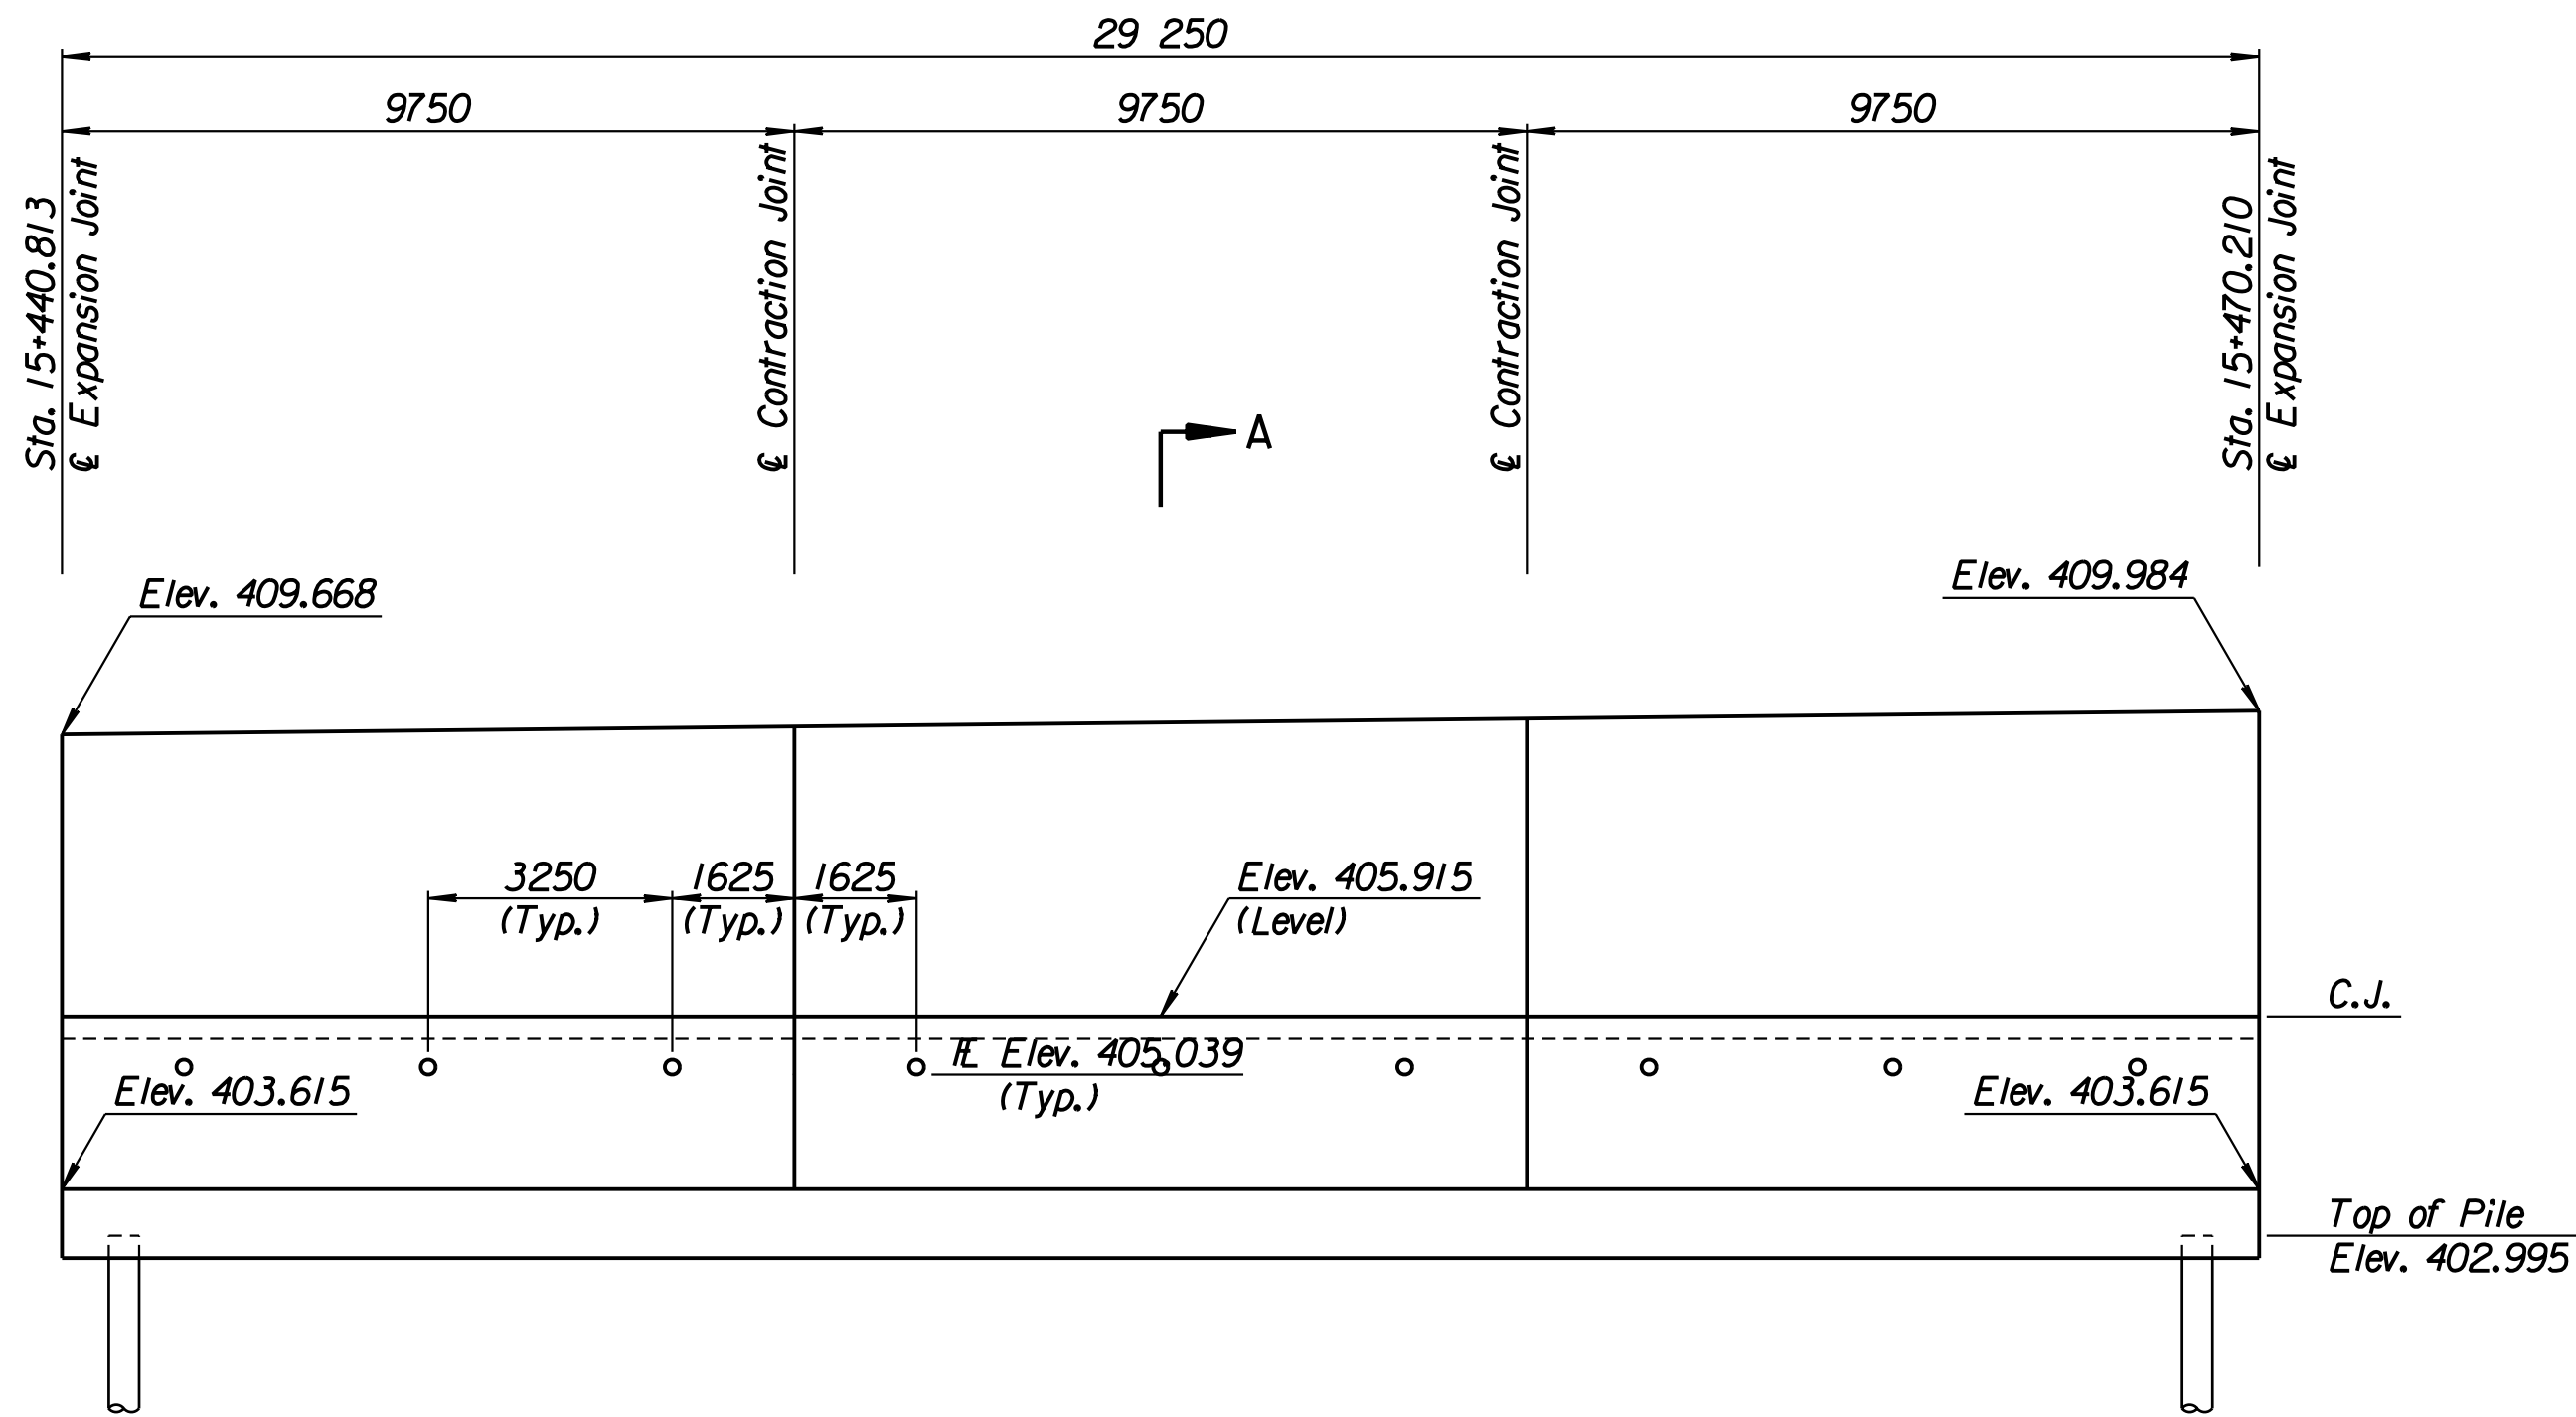 29 250
9750
9750
9750
Sta. 15+440.813
℄ Expansion Joint
℄ Contraction Joint
℄ Contraction Joint
Sta. 15+470.210
℄ Expansion Joint
A
Elev. 409.668
Elev. 409.984
3250
(Typ.)
1625
(Typ.)
1625
(Typ.)
Elev. 405.915
(Level)
C.J.
Elev. 405.039
(Typ.)
Elev. 403.615
Elev. 403.615
Top of Pile
Elev. 402.995